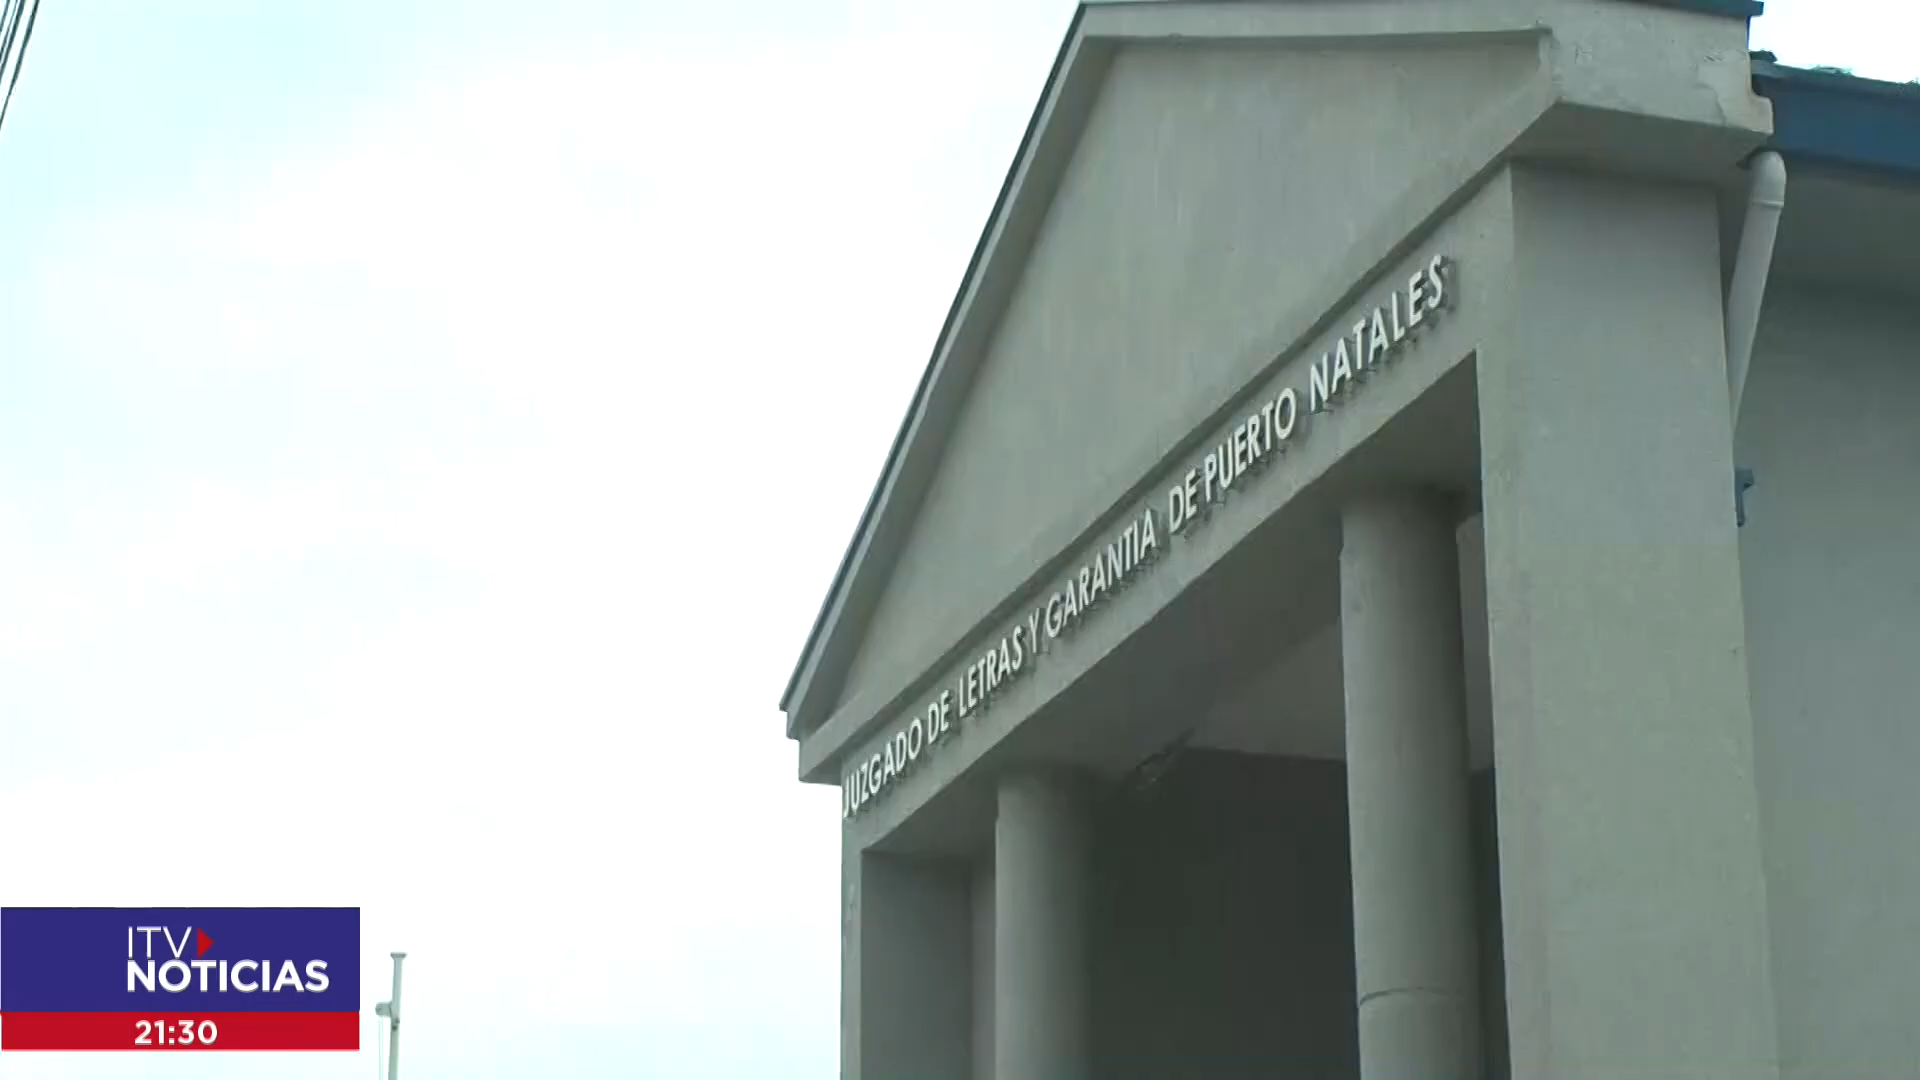 JUZGADO DE LETRAS Y GARANTIA DE PUERTO NATALES
ITV
NOTICIAS
21:30